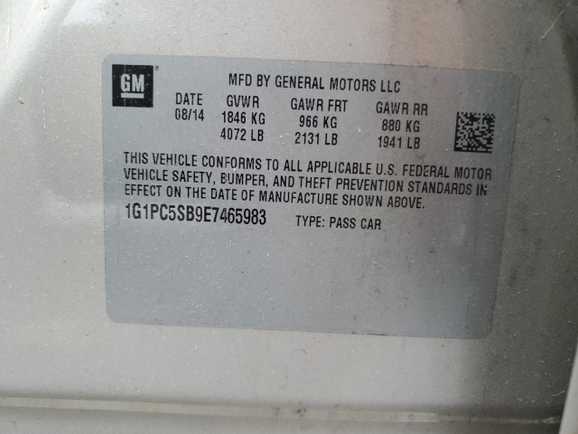 GM
MFD BY GENERAL MOTORS LLC
DATE GVWR GAWR FRT GAWR RR
08/14 1846 KG 966 KG 880 KG
4072 LB 2131 LB 1941 LB
THIS VEHICLE CONFORMS TO ALL APPLICABLE U.S. FEDERAL MOTOR
VEHICLE SAFETY, BUMPER, AND THEFT PREVENTION STANDARDS IN
EFFECT ON THE DATE OF MANUFACTURE SHOWN ABOVE.
1G1PC5SB9E7465983 TYPE: PASS CAR